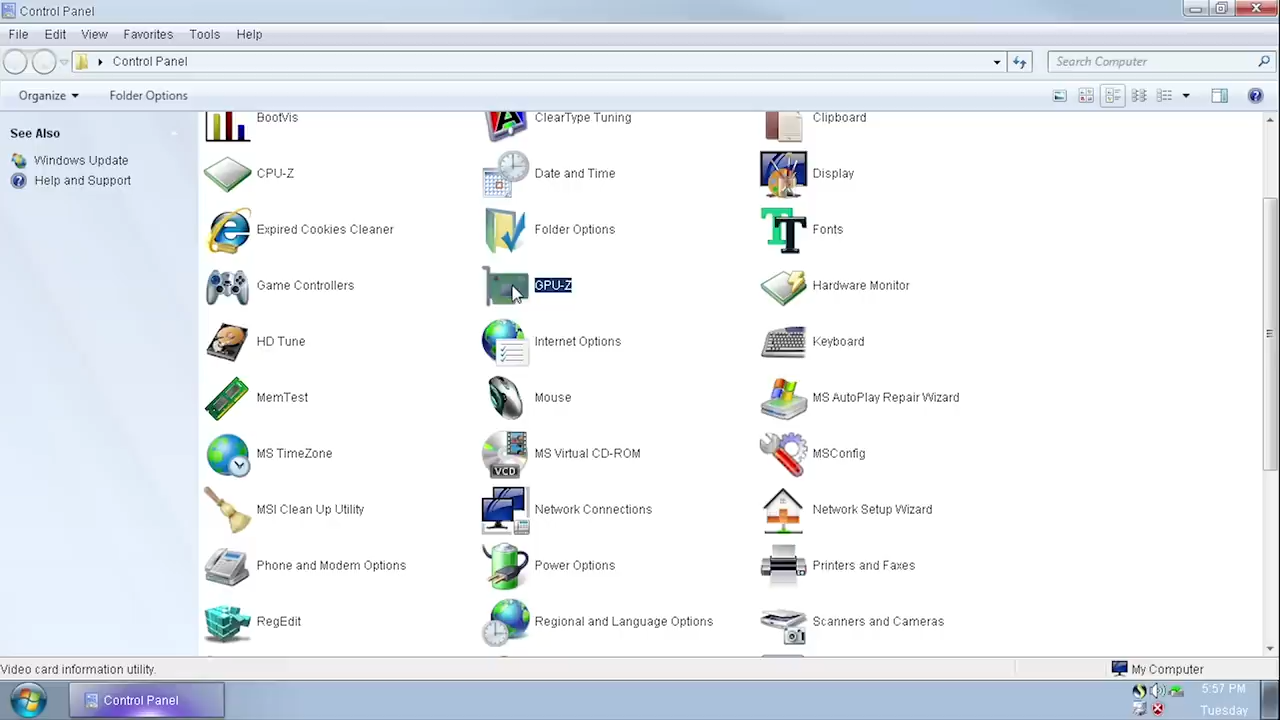 Control Panel
File Edit View Favorites Tools Help
Control Panel
Search Computer
Organize Folder Options
See Also
Windows Update
Help and Support
BootVis ClearType Tuning Clipboard
CPU-Z Date and Time Display
Expired Cookies Cleaner Folder Options Fonts
Game Controllers GPU-Z Hardware Monitor
HD Tune Internet Options Keyboard
MemTest Mouse MS AutoPlay Repair Wizard
MS TimeZone MS Virtual CD-ROM MSConfig
VCD
MSI Clean Up Utility Network Connections Network Setup Wizard
Phone and Modem Options Power Options Printers and Faxes
RegEdit Regional and Language Options Scanners and Cameras
Video card information utility. My Computer
Control Panel 5:57 PM
Tuesday